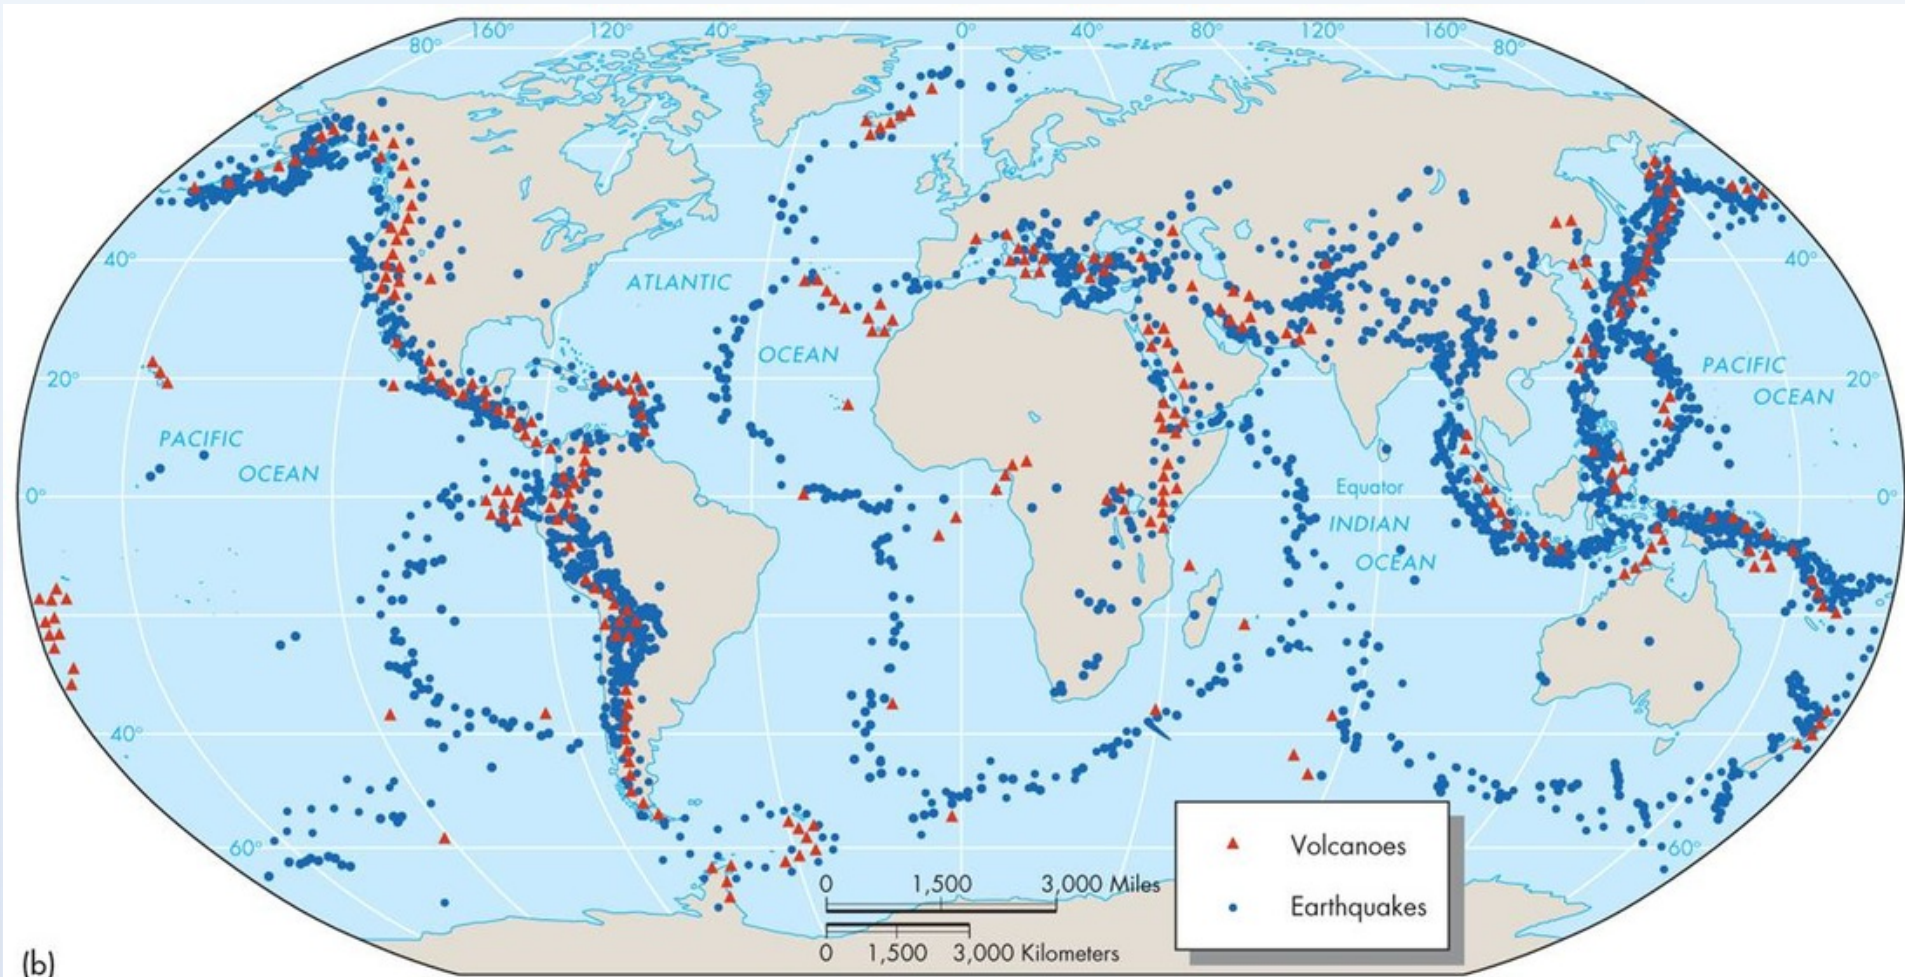 160° 120° 40° 0° 40° 80° 120° 160°
80° 80°
40° 40°
ATLANTIC
OCEAN
20° 20°
PACIFIC
OCEAN
PACIFIC
OCEAN
0° 0°
Equator
INDIAN
OCEAN
40°
60° 60°
Volcanoes
Earthquakes
0 1,500 3,000 Miles
0 1,500 3,000 Kilometers
(b)